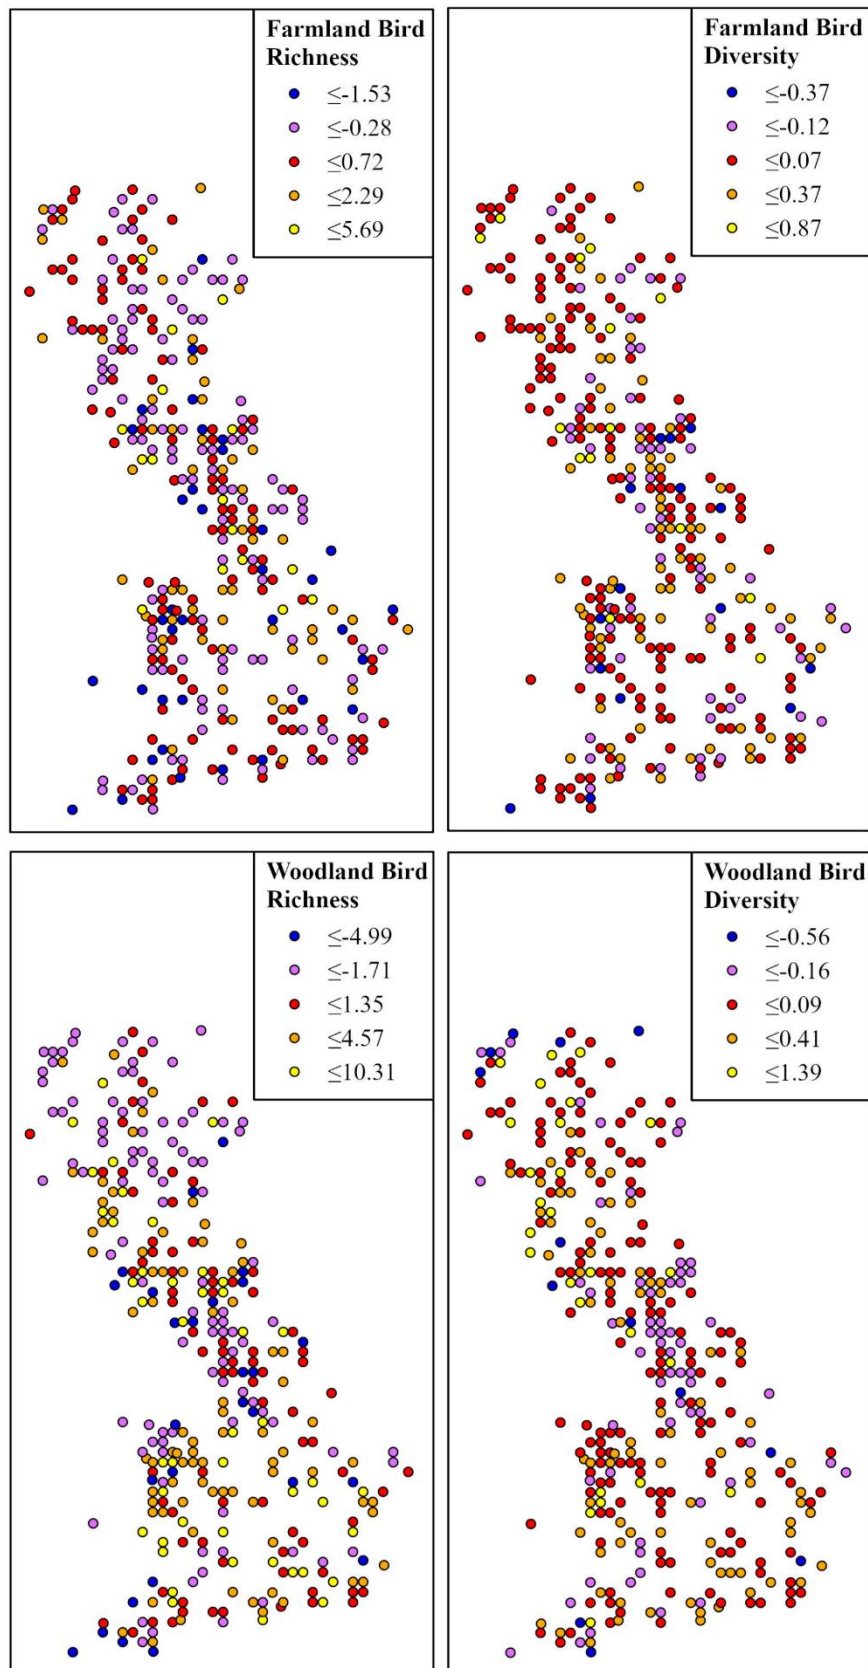 Farmland Bird
Richness
≤-1.53
≤-0.28
≤0.72
≤2.29
≤5.69
Farmland Bird
Diversity
≤-0.37
≤-0.12
≤0.07
≤0.37
≤0.87
Woodland Bird
Richness
≤-4.99
≤-1.71
≤1.35
≤4.57
≤10.31
Woodland Bird
Diversity
≤-0.56
≤-0.16
≤0.09
≤0.41
≤1.39